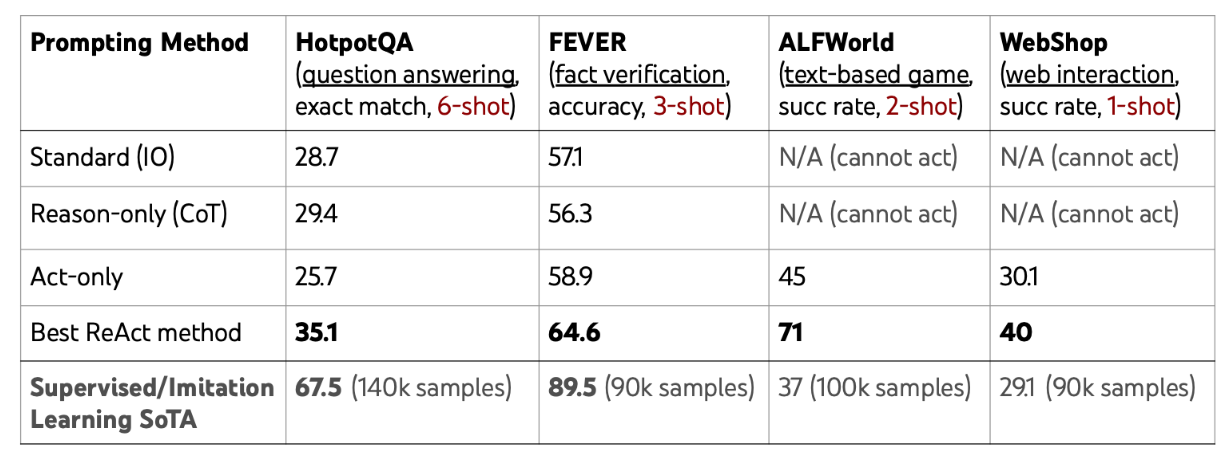 Prompting Method HotpotQA FEVER ALFWorld WebShop
(question answering, (fact verification, (text-based game, (web interaction,
exact match, 6-shot) accuracy, 3-shot) succ rate, 2-shot) succ rate, 1-shot)
Standard (IO) 28.7 57.1 N/A (cannot act) N/A (cannot act)
Reason-only (CoT) 29.4 56.3 N/A (cannot act) N/A (cannot act)
Act-only 25.7 58.9 45 30.1
Best ReAct method 35.1 64.6 71 40
Supervised/Imitation 67.5 (140k samples) 89.5 (90k samples) 37 (100k samples) 29.1 (90k samples)
Learning SoTA